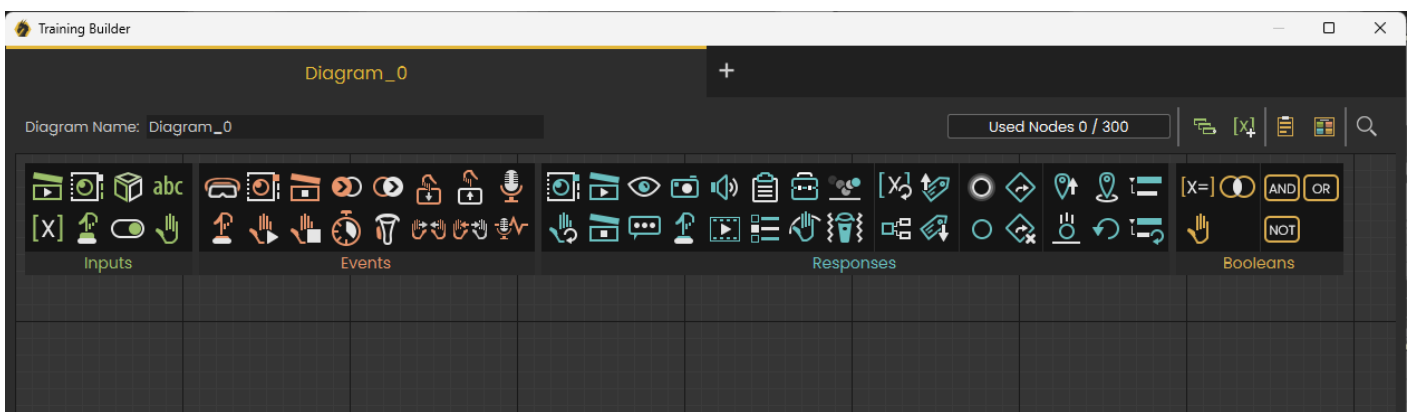 Training Builder
Diagram_0
+
Diagram Name: Diagram_0
Used Nodes 0 / 300
[X]
abc
[X]
[X=]
AND
OR
[X]
NOT
Inputs
Events
Responses
Booleans